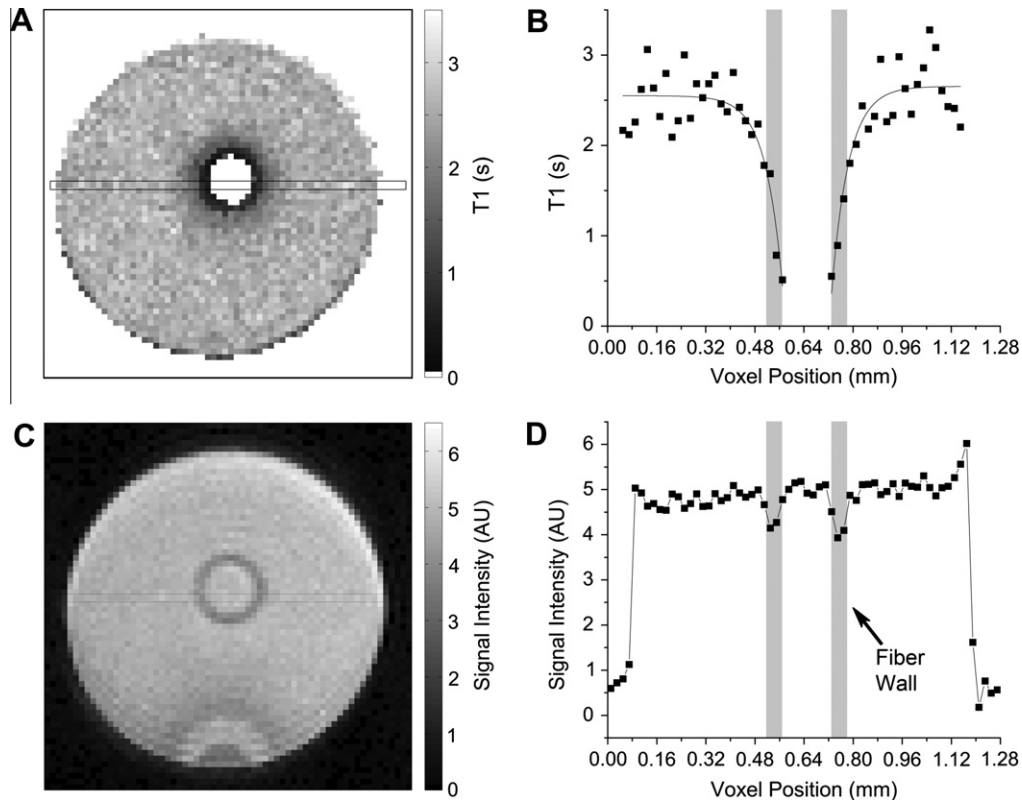 A
3
2
1
0
T1 (s)
B
3
2
1
0
T1 (s)
0.00 0.16 0.32 0.48 0.64 0.80 0.96 1.12 1.28
Voxel Position (mm)
C
6
5
4
3
2
1
0
Signal Intensity (AU)
D
6
5
4
3
2
1
0
Signal Intensity (AU)
Fiber
Wall
0.00 0.16 0.32 0.48 0.64 0.80 0.96 1.12 1.28
Voxel Position (mm)